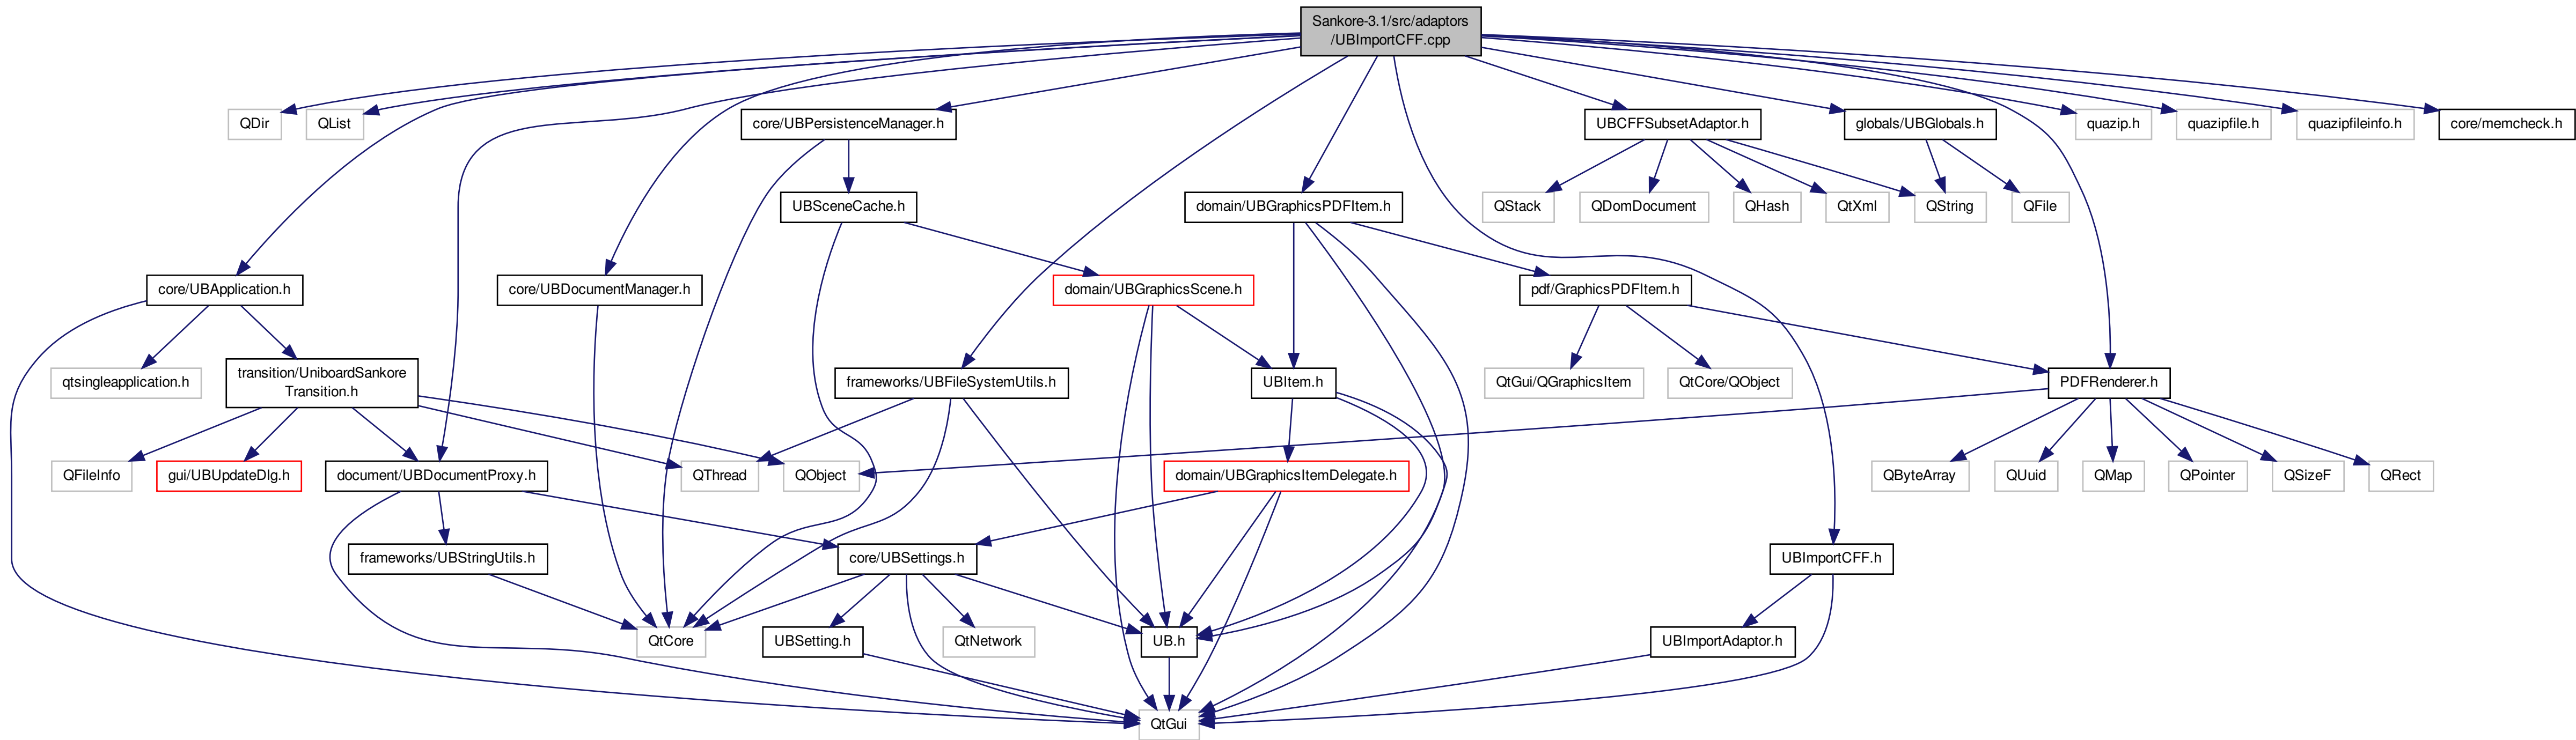 Sankore-3.1/src/adaptors
/UBImportCFF.cpp
QDir
QList
core/UBPersistenceManager.h
UBCFFSubsetAdaptor.h
globals/UBGlobals.h
quazip.h
quazipfile.h
quazipfileinfo.h
core/memcheck.h
UBSceneCache.h
domain/UBGraphicsPDFItem.h
QStack
QDomDocument
QHash
QtXml
QString
QFile
core/UBApplication.h
core/UBDocumentManager.h
domain/UBGraphicsScene.h
pdf/GraphicsPDFItem.h
qtsingleapplication.h
transition/UniboardSankore
Transition.h
frameworks/UBFileSystemUtils.h
UBItem.h
QtGui/QGraphicsItem
QtCore/QObject
PDFRenderer.h
QFileInfo
gui/UBUpdateDlg.h
document/UBDocumentProxy.h
QThread
QObject
domain/UBGraphicsItemDelegate.h
QByteArray
QUuid
QMap
QPointer
QSizeF
QRect
frameworks/UBStringUtils.h
core/UBSettings.h
UBImportCFF.h
QtCore
UBSetting.h
QtNetwork
UB.h
UBImportAdaptor.h
QtGui